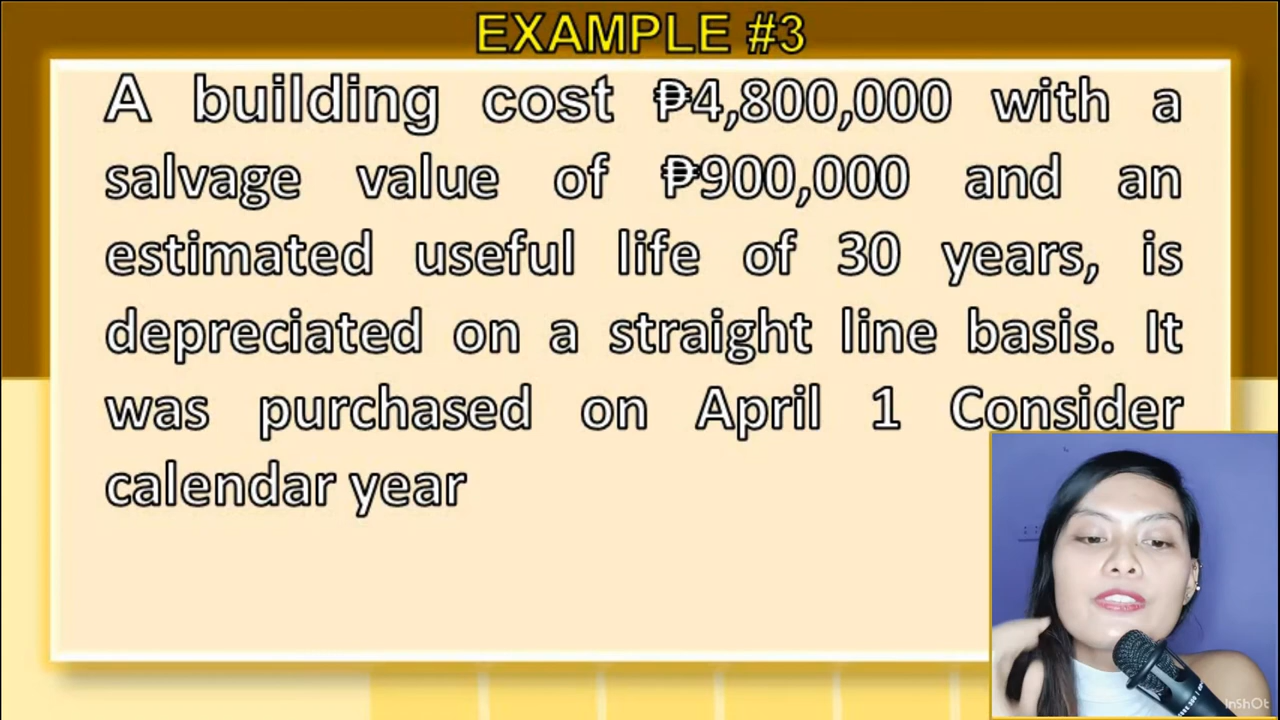 EXAMPLE #3
A building cost ₱4,800,000 with a
salvage value of ₱900,000 and an
estimated useful life of 30 years, is
depreciated on a straight line basis. It
was purchased on April 1 Consider
calendar year
InShOt